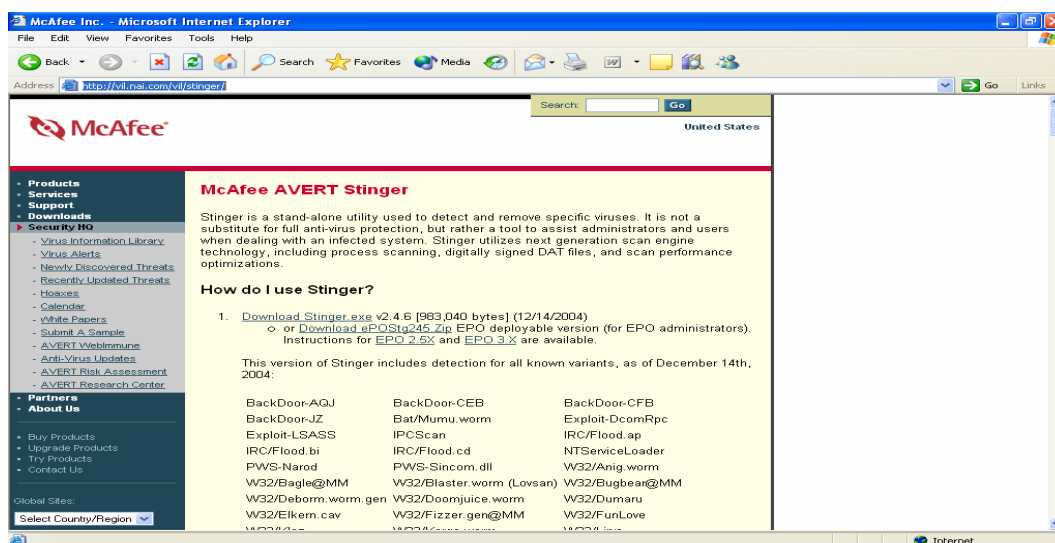 McAfee Inc. - Microsoft Internet Explorer
File Edit View Favorites Tools Help
Back Search Favorites Media
Address http://vil.nai.com/vil/stinger/ Go Links
Search: Go
McAfee
United States
Products
Services
Support
Downloads
Security HQ
- Virus Information Library
- Virus Alerts
- Newly Discovered Threats
- Recently Updated Threats
- Hoaxes
- Calendar
- White Papers
- Submit A Sample
- AVERT WebImmune
- Anti-Virus Updates
- AVERT Risk Assessment
- AVERT Research Center
Partners
About Us
Buy Products
Upgrade Products
Try Products
Contact Us
Global Sites:
Select Country/Region
McAfee AVERT Stinger
Stinger is a stand-alone utility used to detect and remove specific viruses. It is not a
substitute for full anti-virus protection, but rather a tool to assist administrators and users
when dealing with an infected system. Stinger utilizes next generation scan engine
technology, including process scanning, digitally signed DAT files, and scan performance
optimizations.
How do I use Stinger?
1. Download Stinger.exe v2.4.6 [983,040 bytes] (12/14/2004)
o or Download ePOStg245.Zip EPO deployable version (for EPO administrators).
Instructions for EPO 2.5X and EPO 3.X are available.
This version of Stinger includes detection for all known variants, as of December 14th,
2004:
BackDoor-AQJ BackDoor-CEB BackDoor-CFB
BackDoor-JZ Bat/Mumu.worm Exploit-DcomRpc
Exploit-LSASS IPCScan IRC/Flood.ap
IRC/Flood.bi IRC/Flood.cd NTServiceLoader
PWS-Narod PWS-Sincom.dll W32/Anig.worm
W32/Bagle@MM W32/Blaster.worm (Lovsan) W32/Bugbear@MM
W32/Deborm.worm.gen W32/Doomjuice.worm W32/Dumaru
W32/Elkern.cav W32/Fizzer.gen@MM W32/FunLove
Internet